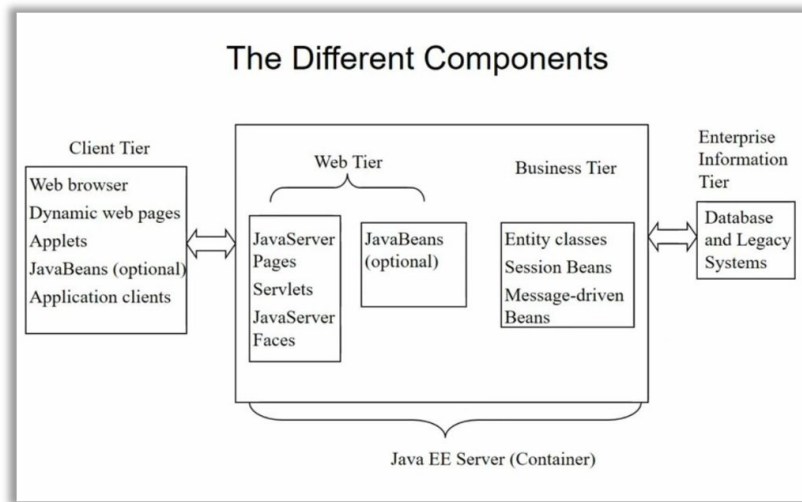 The Different Components
Client Tier
Web browser
Dynamic web pages
Applets
JavaBeans (optional)
Application clients
Web Tier
JavaServer
Pages
Servlets
JavaServer
Faces
JavaBeans
(optional)
Business Tier
Entity classes
Session Beans
Message-driven
Beans
Enterprise
Information
Tier
Database
and Legacy
Systems
Java EE Server (Container)